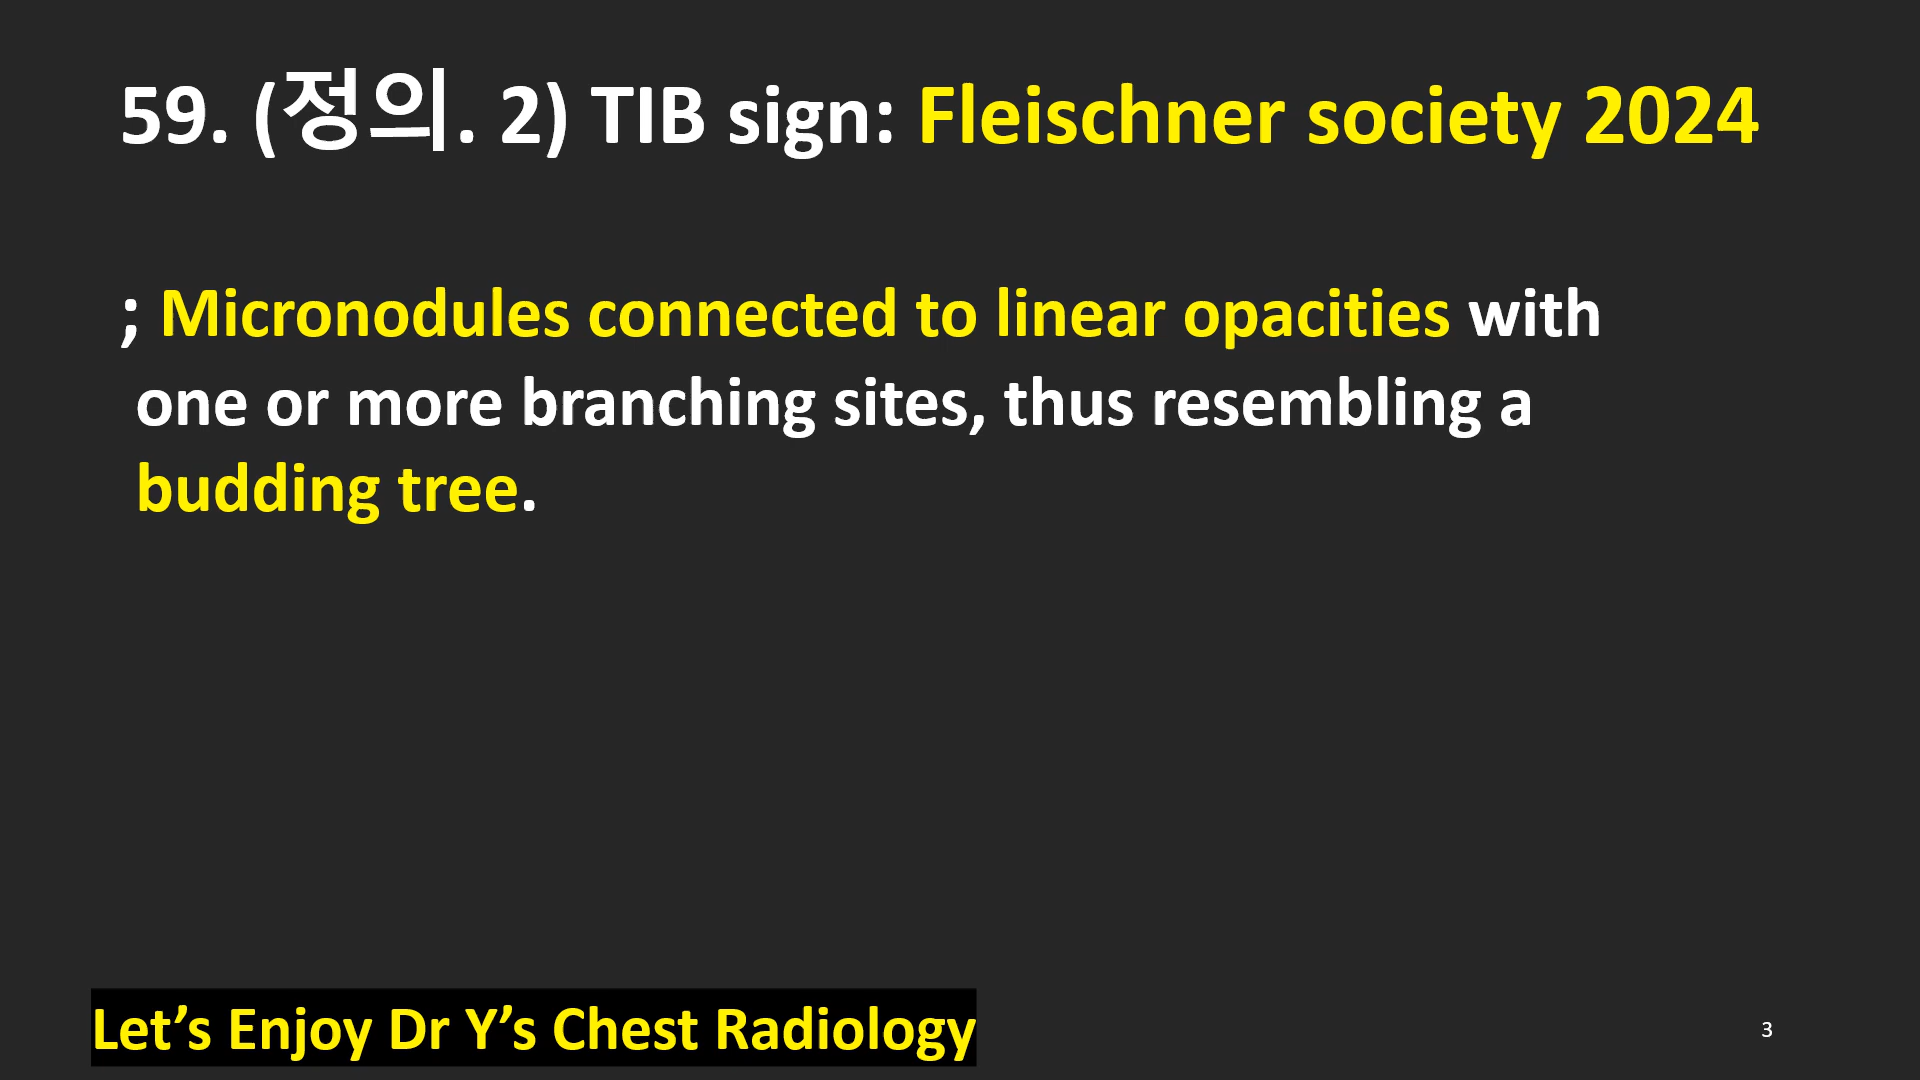 59. (정의. 2) TIB sign: Fleischner society 2024
; Micronodules connected to linear opacities with
one or more branching sites, thus resembling a
budding tree.
Let’s Enjoy Dr Y’s Chest Radiology
3